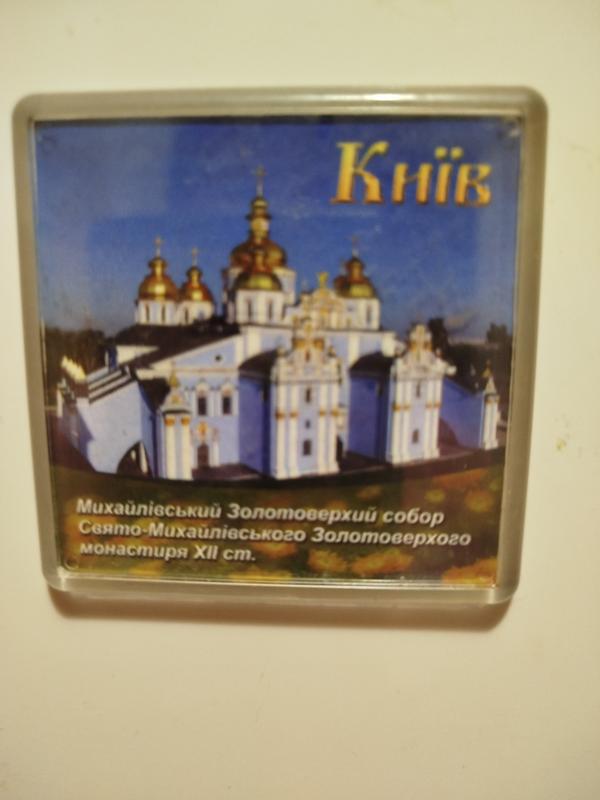 Київ
Михайлівський Золотоверхий собор
Свято-Михайлівського Золотоверхого
монастиря XII ст.